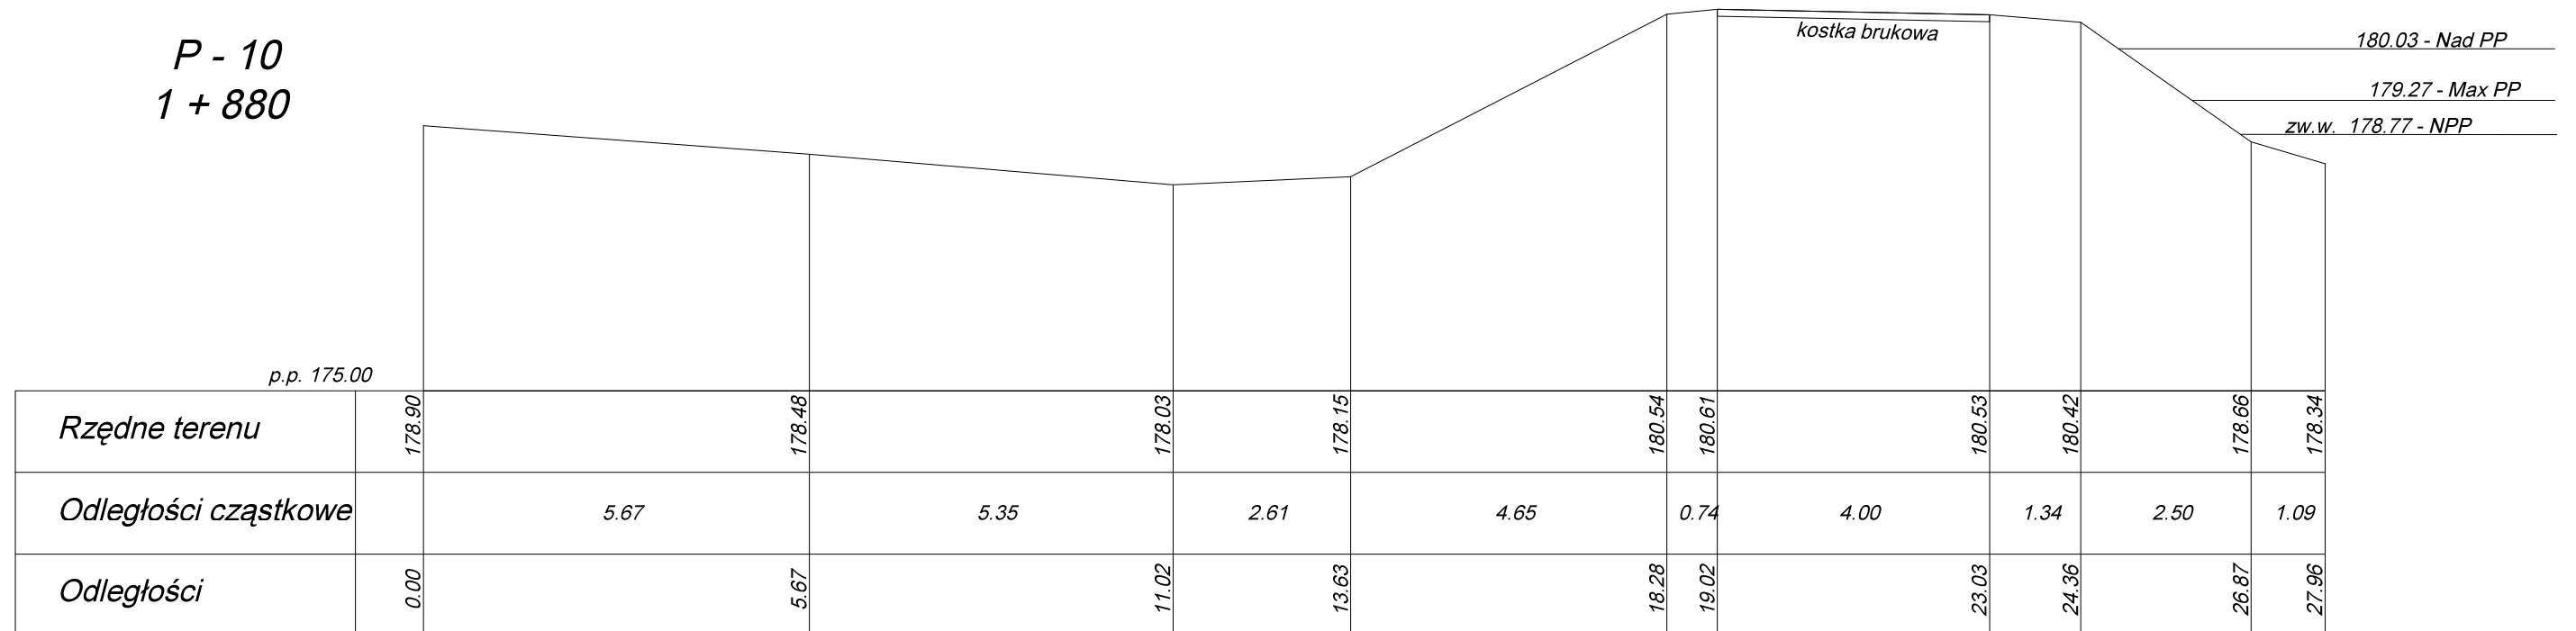 P - 10
1 + 880
kostka brukowa
180.03 - Nad PP
179.27 - Max PP
zw.w. 178.77 - NPP
p.p. 175.00
Rzędne terenu 178.90 178.48 178.03 178.15 180.54 180.61 180.53 180.42 178.66 178.34
Odległości cząstkowe 5.67 5.35 2.61 4.65 0.74 4.00 1.34 2.50 1.09
Odległości 0.00 5.67 11.02 13.63 18.28 19.02 23.03 24.36 26.87 27.96